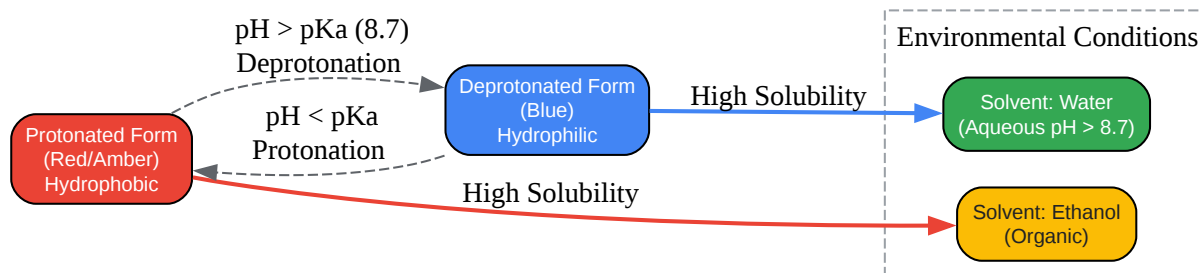 pH > pKa (8.7)
Deprotonation
Environmental Conditions
Deprotonated Form
(Blue)
Hydrophilic
High Solubility
Solvent: Water
(Aqueous pH > 8.7)
pH < pKa
Protonation
Protonated Form
(Red/Amber)
Hydrophobic
High Solubility
Solvent: Ethanol
(Organic)